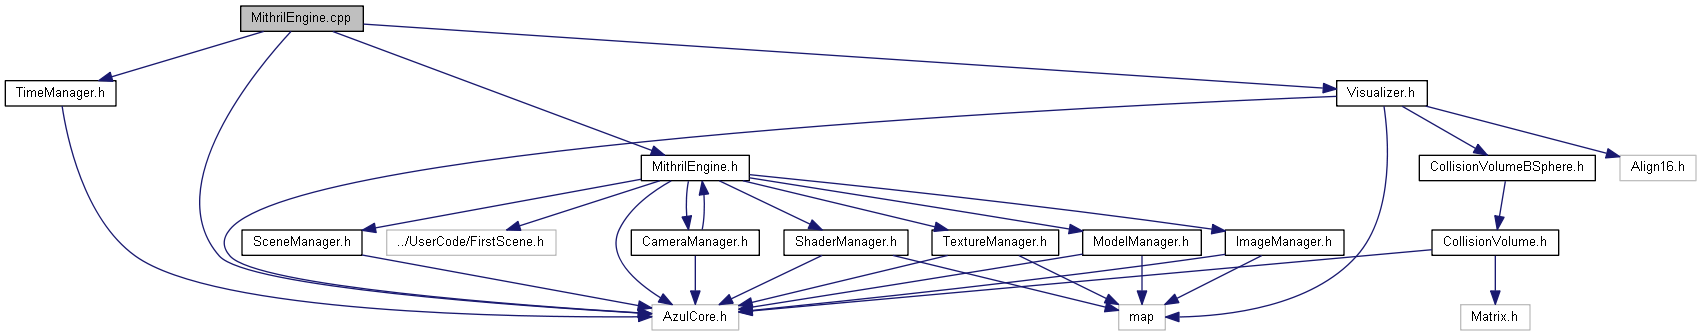 MithrilEngine.cpp
TimeManager.h
Visualizer.h
MithrilEngine.h
CollisionVolumeBSphere.h
Align16.h
SceneManager.h
../UserCode/FirstScene.h
CameraManager.h
ShaderManager.h
TextureManager.h
ModelManager.h
ImageManager.h
CollisionVolume.h
AzulCore.h
map
Matrix.h